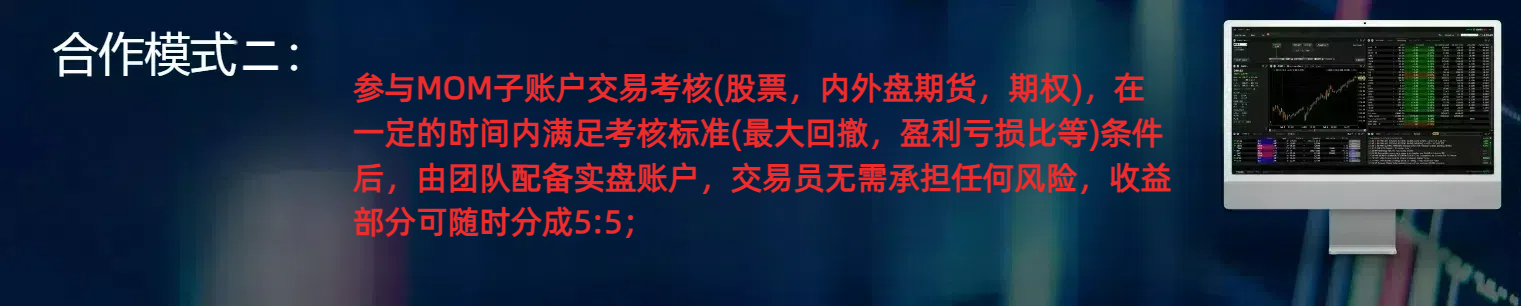 合作模式二：
参与MOM子账户交易考核(股票，内外盘期货，期权)，在
一定的时间内满足考核标准(最大回撤，盈利亏损比等)条件
后，由团队配备实盘账户，交易员无需承担任何风险，收益
部分可随时分成5:5；